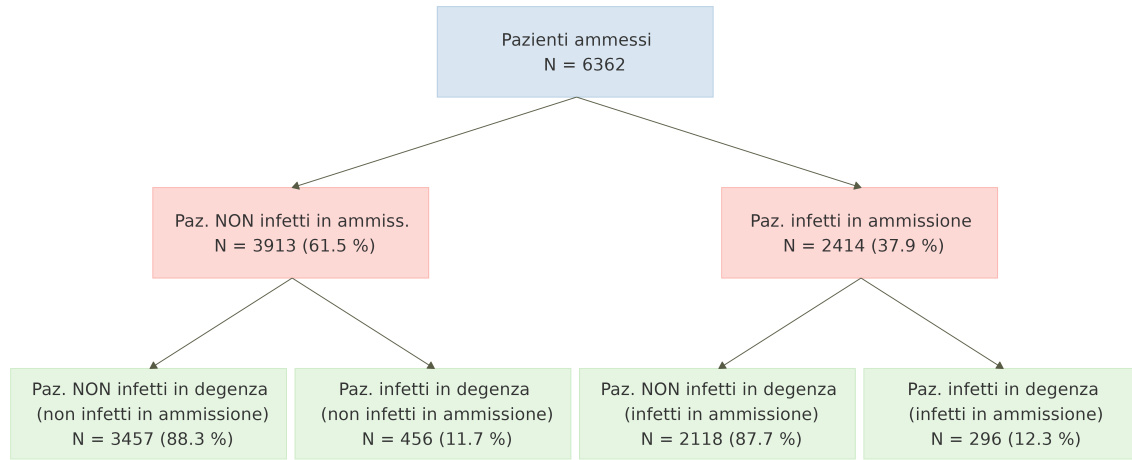 Pazienti ammessi
N = 6362
Paz. NON infetti in ammiss.
N = 3913 (61.5 %)
Paz. infetti in ammissione
N = 2414 (37.9 %)
Paz. NON infetti in degenza
(non infetti in ammissione)
N = 3457 (88.3 %)
Paz. infetti in degenza
(non infetti in ammissione)
N = 456 (11.7 %)
Paz. NON infetti in degenza
(infetti in ammissione)
N = 2118 (87.7 %)
Paz. infetti in degenza
(infetti in ammissione)
N = 296 (12.3 %)